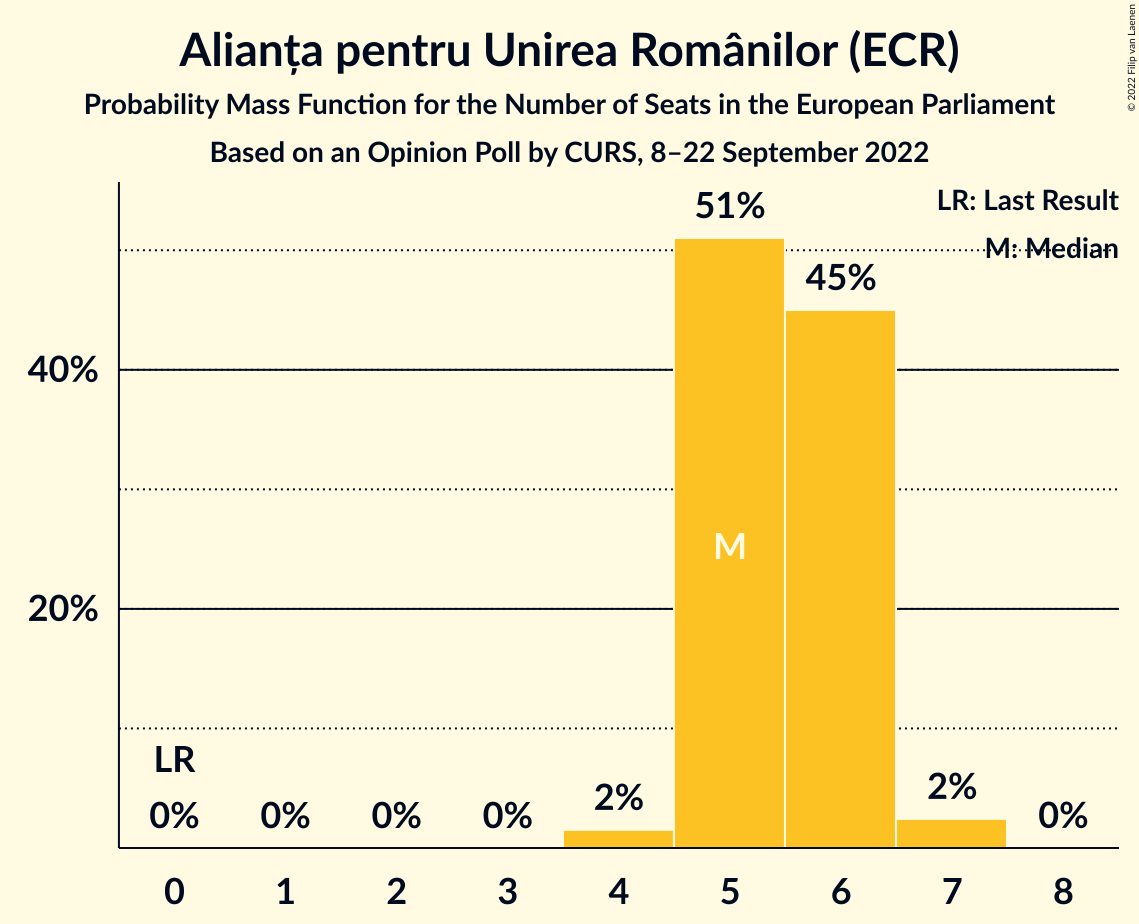 Alianța pentru Unirea Românilor (ECR)
Probability Mass Function for the Number of Seats in the European Parliament
Based on an Opinion Poll by CURS, 8–22 September 2022
© 2022 Filip van Laenen
LR: Last Result
M: Median
51%
45%
40%
M
20%
LR
0% 0% 0% 0% 2% 2% 0%
0 1 2 3 4 5 6 7 8